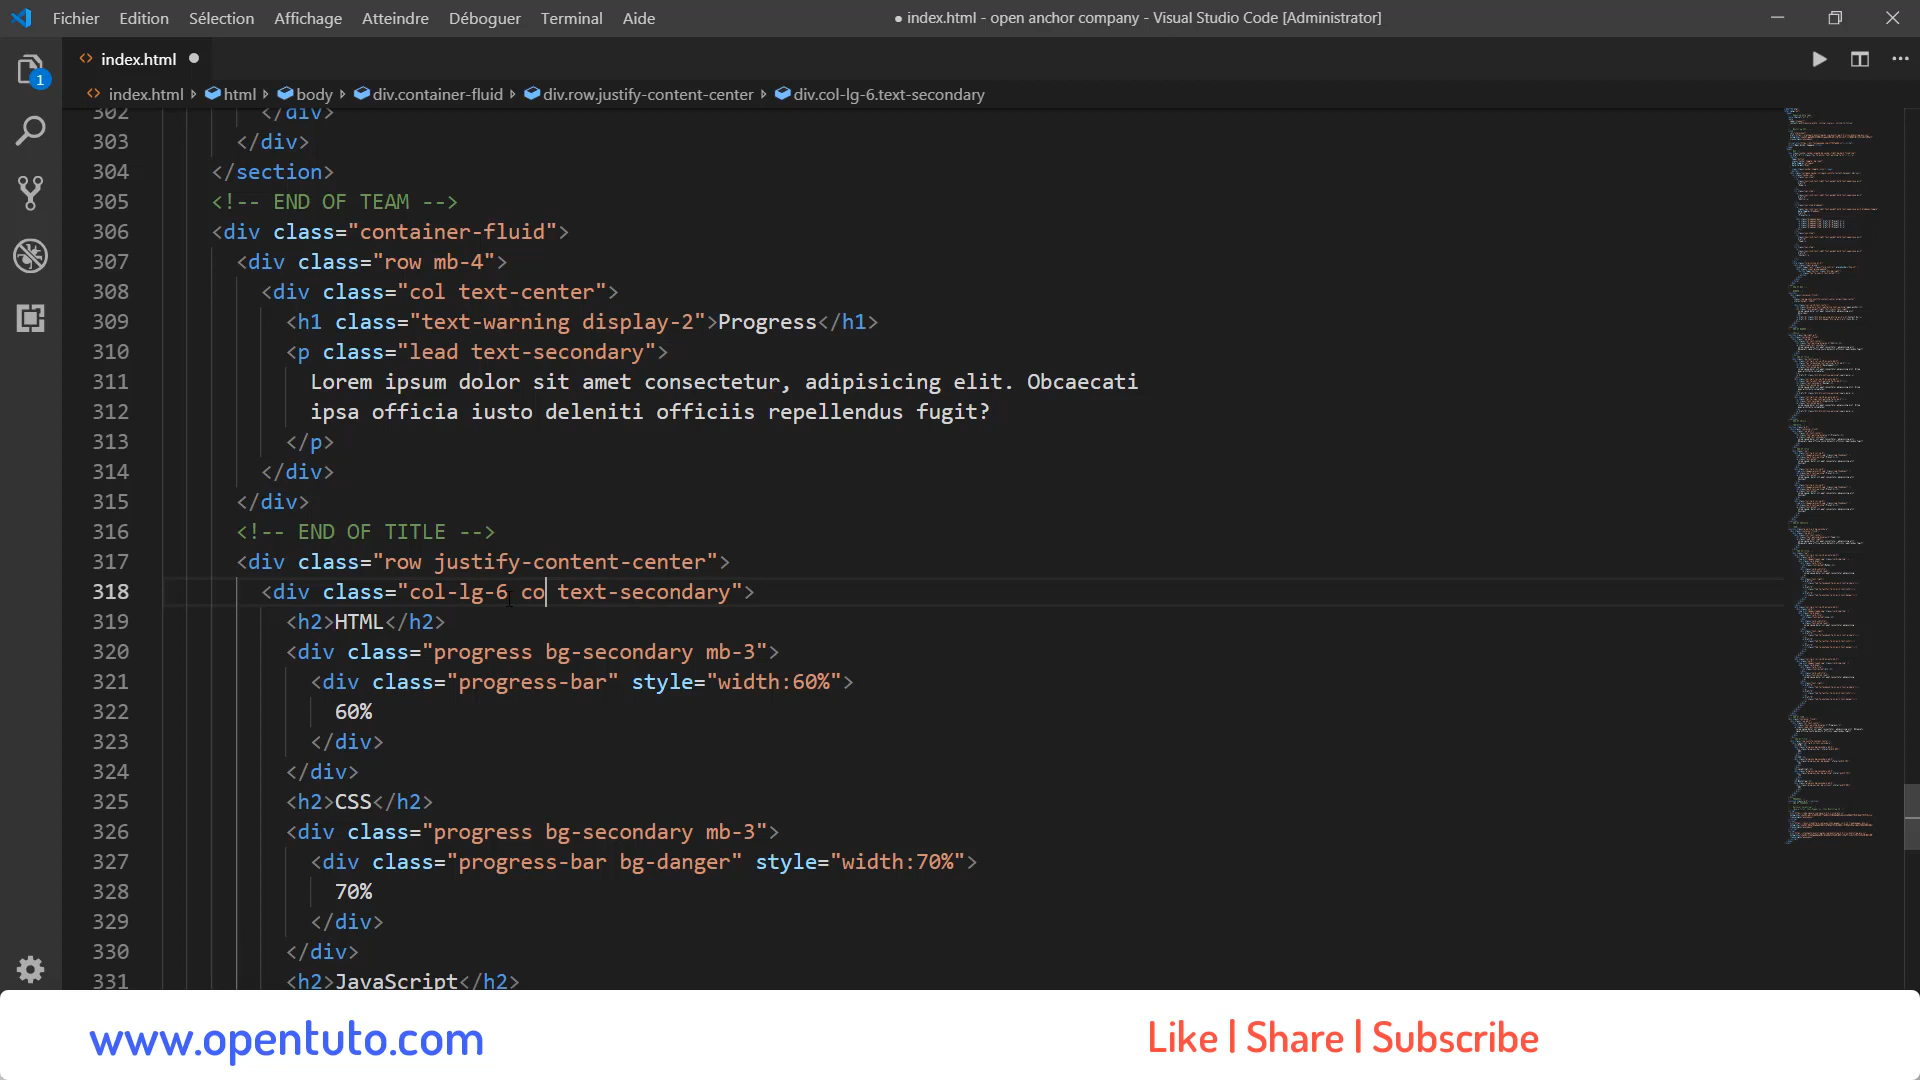 Fichier Edition Sélection Affichage Atteindre Déboguer Terminal Aide ● index.html - open anchor company - Visual Studio Code [Administrator]
index.html
1
index.html html body div.container-fluid div.row.justify-content-center div.col-lg-6.text-secondary
302 </div>
303 </div>
304 </section>
305 <!-- END OF TEAM -->
306 <div class="container-fluid">
307 <div class="row mb-4">
308 <div class="col text-center">
309 <h1 class="text-warning display-2">Progress</h1>
310 <p class="lead text-secondary">
311 Lorem ipsum dolor sit amet consectetur, adipisicing elit. Obcaecati
312 ipsa officia iusto deleniti officiis repellendus fugit?
313 </p>
314 </div>
315 </div>
316 <!-- END OF TITLE -->
317 <div class="row justify-content-center">
318 <div class="col-lg-6 co text-secondary">
319 <h2>HTML</h2>
320 <div class="progress bg-secondary mb-3">
321 <div class="progress-bar" style="width:60%">
322 60%
323 </div>
324 </div>
325 <h2>CSS</h2>
326 <div class="progress bg-secondary mb-3">
327 <div class="progress-bar bg-danger" style="width:70%">
328 70%
329 </div>
330 </div>
331 <h2>JavaScript</h2>
www.opentuto.com
Like | Share | Subscribe